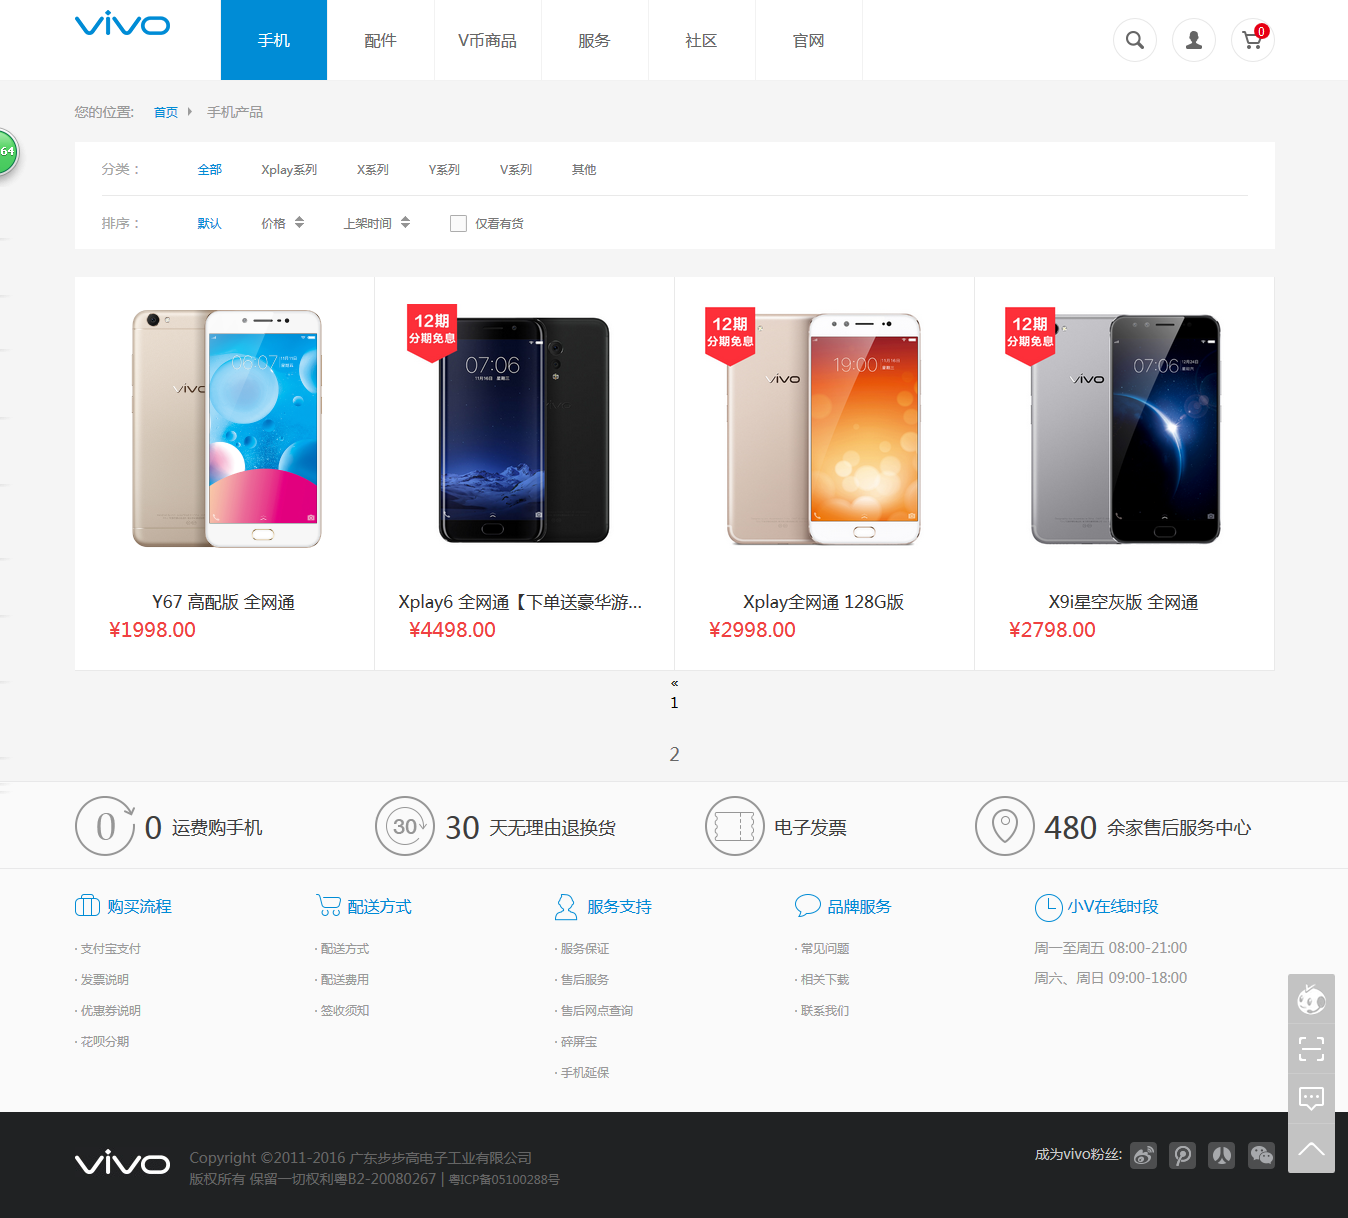 vivo
手机
配件
V币商品
服务
社区
官网
0
您的位置: 首页 手机产品
64
分类： 全部 Xplay系列 X系列 Y系列 V系列 其他
排序： 默认 价格 上架时间 仅看有货
12期
分期免息
12期
分期免息
12期
分期免息
06:07
07:06
19:00
07:06
vivo
vivo
vivo
Y67 高配版 全网通
¥1998.00
Xplay6 全网通【下单送豪华游...
¥4498.00
Xplay全网通 128G版
¥2998.00
X9i星空灰版 全网通
¥2798.00
«
1
2
0 0 运费购手机
30 30 天无理由退换货
电子发票
480 余家售后服务中心
购买流程
· 支付宝支付
· 发票说明
· 优惠券说明
· 花呗分期
配送方式
· 配送方式
· 配送费用
· 签收须知
服务支持
· 服务保证
· 售后服务
· 售后网点查询
· 碎屏宝
· 手机延保
品牌服务
· 常见问题
· 相关下载
· 联系我们
小V在线时段
周一至周五 08:00-21:00
周六、周日 09:00-18:00
vivo
Copyright ©2011-2016 广东步步高电子工业有限公司
版权所有 保留一切权利粤B2-20080267 | 粤ICP备05100288号
成为vivo粉丝: